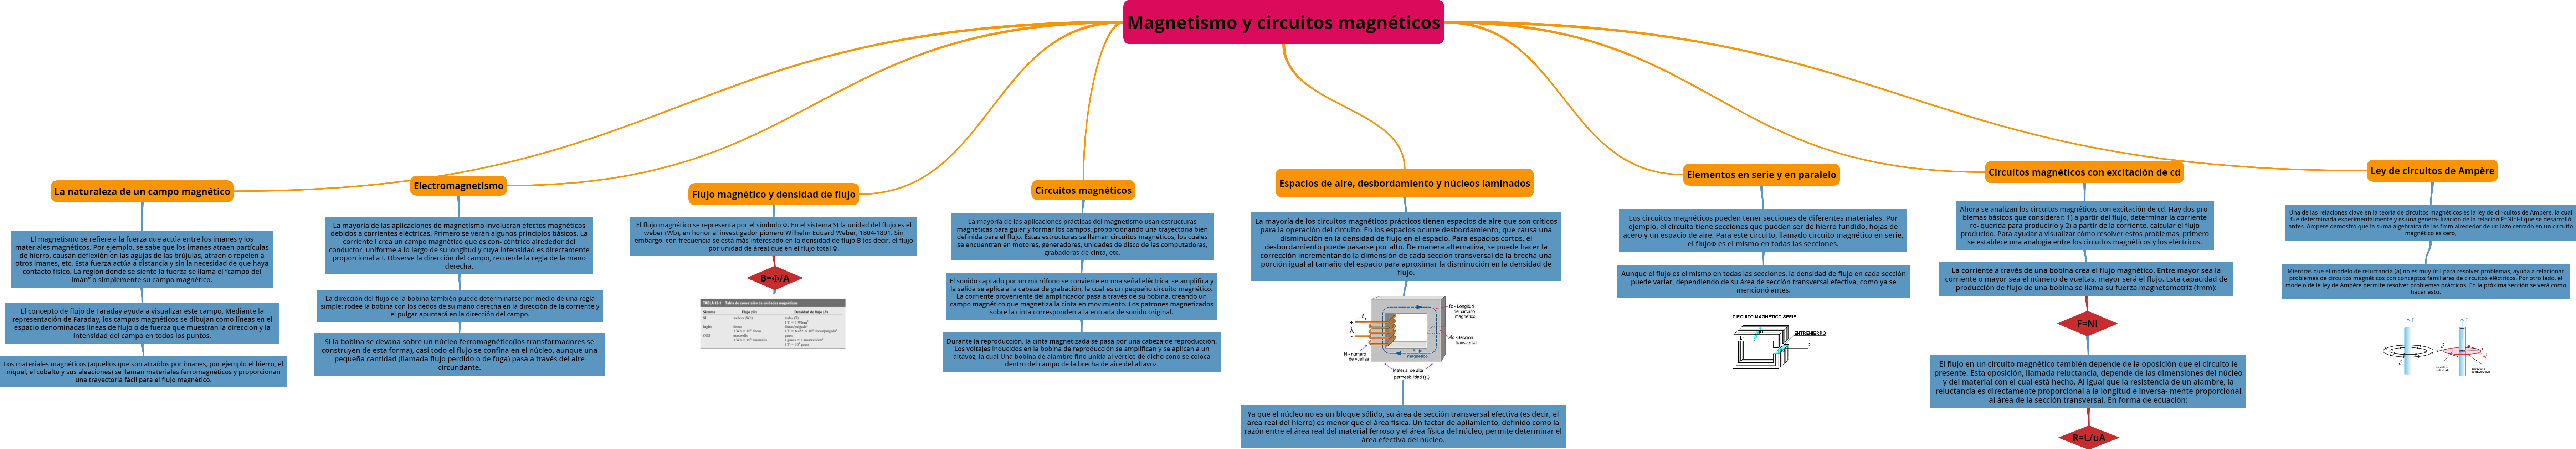 Magnetismo y circuitos magnéticos
La naturaleza de un campo magnético
El magnetismo se refiere a la fuerza que actúa entre los imanes y los
materiales magnéticos. Por ejemplo, se sabe que los imanes atraen partículas
de hierro, causan deflexión en las agujas de las brújulas, atraen o repelen a
otros imanes, etc. Esta fuerza actúa a distancia y sin la necesidad de que haya
contacto físico. La región donde se siente la fuerza se llama el "campo del
imán" o simplemente su campo magnético.
El concepto de flujo de Faraday ayuda a visualizar este campo. Mediante la
representación de Faraday, los campos magnéticos se dibujan como líneas en el
espacio denominadas líneas de flujo o de fuerza que muestran la dirección y la
intensidad del campo en todos los puntos.
Los materiales magnéticos (aquellos que son atraídos por imanes, por ejemplo el hierro, el
níquel, el cobalto y sus aleaciones) se llaman materiales ferromagnéticos y proporcionan
una trayectoria fácil para el flujo magnético.
Electromagnetismo
La mayoría de las aplicaciones de magnetismo involucran efectos magnéticos
debidos a corrientes eléctricas. Primero se verán algunos principios básicos. La
corriente I crea un campo magnético que es con- céntrico alrededor del
conductor, uniforme a lo largo de su longitud y cuya intensidad es directamente
proporcional a I. Observe la dirección del campo, recuerde la regla de la mano
derecha.
La dirección del flujo de la bobina también puede determinarse por medio de una regla
simple: rodee la bobina con los dedos de su mano derecha en la dirección de la corriente y
el pulgar apuntará en la dirección del campo.
Si la bobina se devana sobre un núcleo ferromagnético(los transformadores se
construyen de esta forma), casi todo el flujo se confina en el núcleo, aunque una
pequeña cantidad (llamada flujo perdido o de fuga) pasa a través del aire
circundante.
Flujo magnético y densidad de flujo
El flujo magnético se representa por el símbolo Φ. En el sistema SI la unidad del flujo es el
weber (Wb), en honor al investigador pionero Wilhelm Eduard Weber, 1804-1891. Sin
embargo, con frecuencia se está más interesado en la densidad de flujo B (es decir, el flujo
por unidad de área) que en el flujo total Φ.
B=Φ/A
TABLA 12-1 Tabla de conversión de unidades magnéticas
Sistema Flujo (Φ) Densidad de flujo (B)
SI webers (Wb) teslas (T)
Inglés líneas
CGS maxwells gauss
Circuitos magnéticos
La mayoría de las aplicaciones prácticas del magnetismo usan estructuras
magnéticas para guiar y formar los campos, proporcionando una trayectoria bien
definida para el flujo. Estas estructuras se llaman circuitos magnéticos, los cuales
se encuentran en motores, generadores, unidades de disco de las computadoras,
grabadoras de cinta, etc.
El sonido captado por un micrófono se convierte en una señal eléctrica, se amplifica y
la salida se aplica a la cabeza de grabación, la cual es un pequeño circuito magnético.
La corriente proveniente del amplificador pasa a través de su bobina, creando un
campo magnético que magnetiza la cinta en movimiento. Los patrones magnetizados
sobre la cinta corresponden a la entrada de sonido original.
Durante la reproducción, la cinta magnetizada se pasa por una cabeza de reproducción.
Los voltajes inducidos en la bobina de reproducción se amplifican y se aplican a un
altavoz, la cual Una bobina de alambre fino unida al vértice de dicho cono se coloca
dentro del campo de la brecha de aire del altavoz.
Espacios de aire, desbordamiento y núcleos laminados
La mayoría de los circuitos magnéticos prácticos tienen espacios de aire que son críticos
para la operación del circuito. En los espacios ocurre desbordamiento, que causa una
disminución en la densidad de flujo en el espacio. Para espacios cortos, el
desbordamiento puede pasarse por alto. De manera alternativa, se puede hacer la
corrección incrementando la dimensión de cada sección transversal de la brecha una
porción igual al tamaño del espacio para aproximar la disminución en la densidad de
flujo.
- Longitud
del circuito
magnético
-Sección
transversal
N - número
de vueltas
Flujo
magnético
Material de alta
permeabilidad (μ)
Ya que el núcleo no es un bloque sólido, su área de sección transversal efectiva (es decir, el
área real del hierro) es menor que el área física. Un factor de apilamiento, definido como la
razón entre el área real del material ferroso y el área física del núcleo, permite determinar el
área efectiva del núcleo.
Elementos en serie y en paralelo
Los circuitos magnéticos pueden tener secciones de diferentes materiales. Por
ejemplo, el circuito tiene secciones que pueden ser de hierro fundido, hojas de
acero y un espacio de aire. Para este circuito, llamado circuito magnético en serie,
el flujoΦ es el mismo en todas las secciones.
Aunque el flujo es el mismo en todas las secciones, la densidad de flujo en cada sección
puede variar, dependiendo de su área de sección transversal efectiva, como ya se
mencionó antes.
CIRCUITO MAGNETICO SERIE
ENTREHIERRO
L1
L2
Circuitos magnéticos con excitación de cd
Ahora se analizan los circuitos magnéticos con excitación de cd. Hay dos pro-
blemas básicos que considerar: 1) a partir del flujo, determinar la corriente
re- querida para producirlo y 2) a partir de la corriente, calcular el flujo
producido. Para ayudar a visualizar cómo resolver estos problemas, primero
se establece una analogía entre los circuitos magnéticos y los eléctricos.
La corriente a través de una bobina crea el flujo magnético. Entre mayor sea la
corriente o mayor sea el número de vueltas, mayor será el flujo. Esta capacidad de
producción de flujo de una bobina se llama su fuerza magnetomotriz (fmm):
F=NI
El flujo en un circuito magnético también depende de la oposición que el circuito le
presente. Esta oposición, llamada reluctancia, depende de las dimensiones del núcleo
y del material con el cual está hecho. Al igual que la resistencia de un alambre, la
reluctancia es directamente proporcional a la longitud e inversa- mente proporcional
al área de la sección transversal. En forma de ecuación:
R=L/uA
Ley de circuitos de Ampère
Una de las relaciones clave en la teoría de circuitos magnéticos es la ley de cir-cuitos de Ampère, la cual
fue determinada experimentalmente y es una genera- lización de la relación F=NI=Hll que se desarrolló
antes. Ampère demostró que la suma algebraica de las fmm alrededor de un lazo cerrado en un circuito
magnético es cero,
Mientras que el modelo de reluctancia (a) no es muy útil para resolver problemas, ayuda a relacionar
problemas de circuitos magnéticos con conceptos familiares de circuitos eléctricos. Por otro lado, el
modelo de la ley de Ampère permite resolver problemas prácticos. En la próxima sección se verá como
hacer esto.